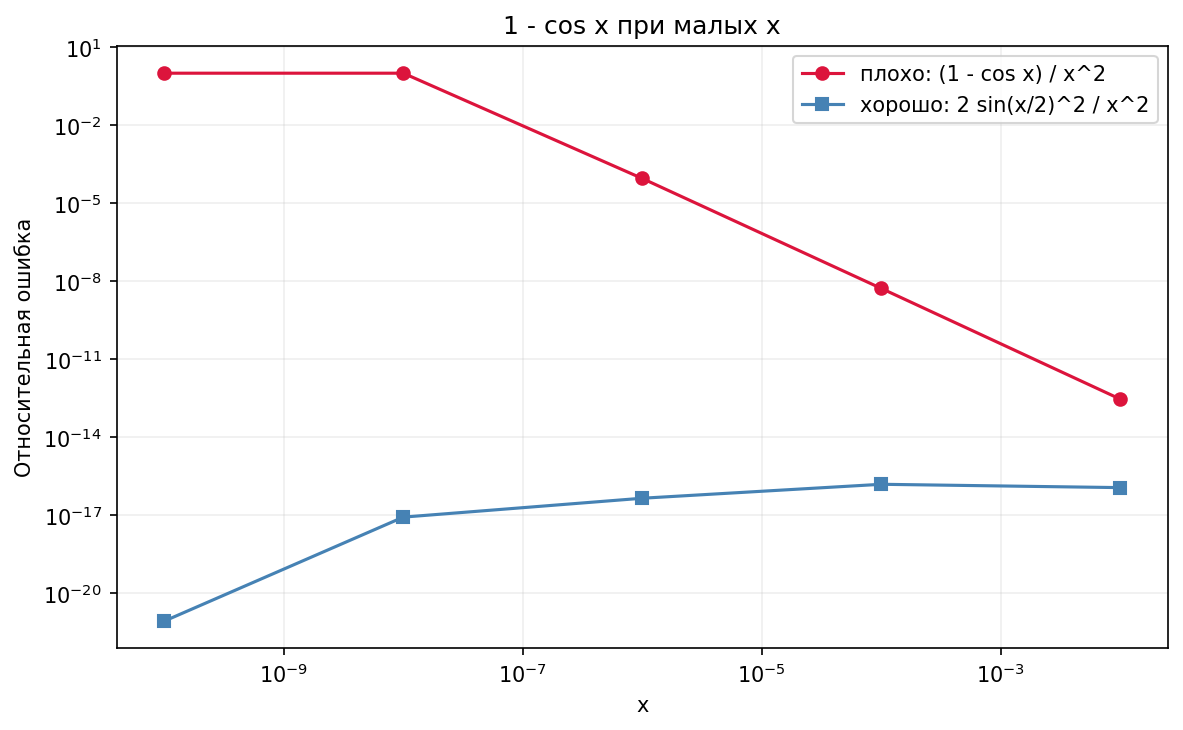 1 - cos x при малых x
плохо: (1 - cos x) / x^2
хорошо: 2 sin(x/2)^2 / x^2
Относительная ошибка
10¹
10⁻²
10⁻⁵
10⁻⁸
10⁻¹¹
10⁻¹⁴
10⁻¹⁷
10⁻²⁰
10⁻⁹
10⁻⁷
10⁻⁵
10⁻³
x